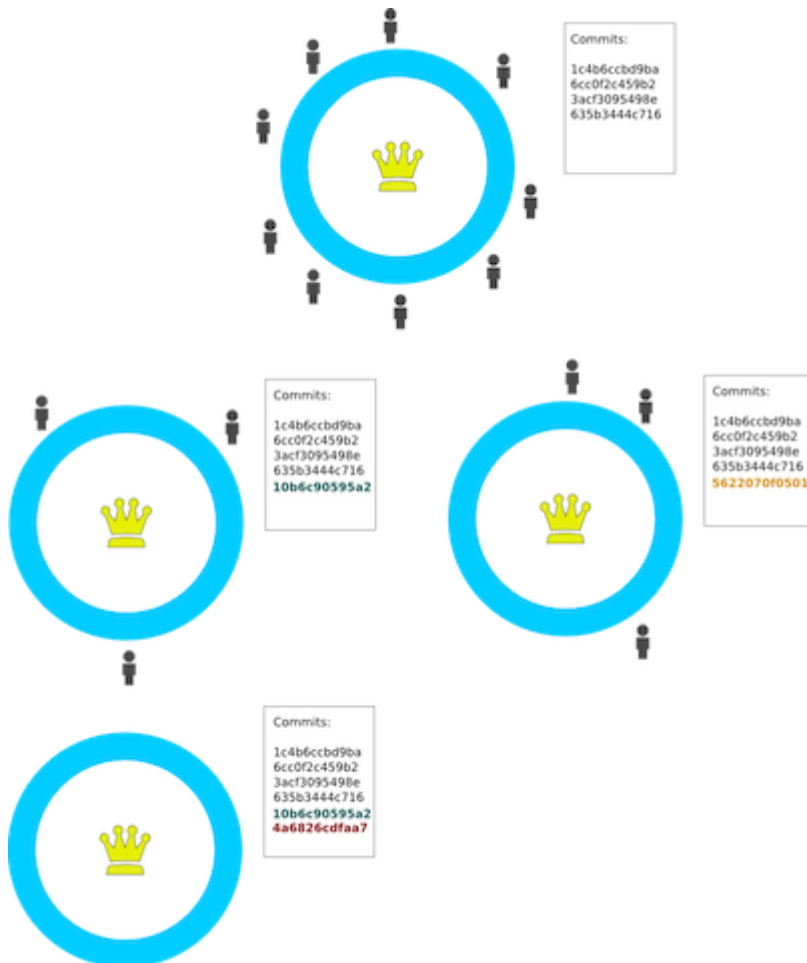 Commits:
1c4b6ccbd9ba
6cc0f2c459b2
3acf3095498e
635b3444c716
Commits:
1c4b6ccbd9ba
6cc0f2c459b2
3acf3095498e
635b3444c716
10b6c90595a2
Commits:
1c4b6ccbd9ba
6cc0f2c459b2
3acf3095498e
635b3444c716
5622070f0501
Commits:
1c4b6ccbd9ba
6cc0f2c459b2
3acf3095498e
635b3444c716
10b6c90595a2
4a6826cdfaa7